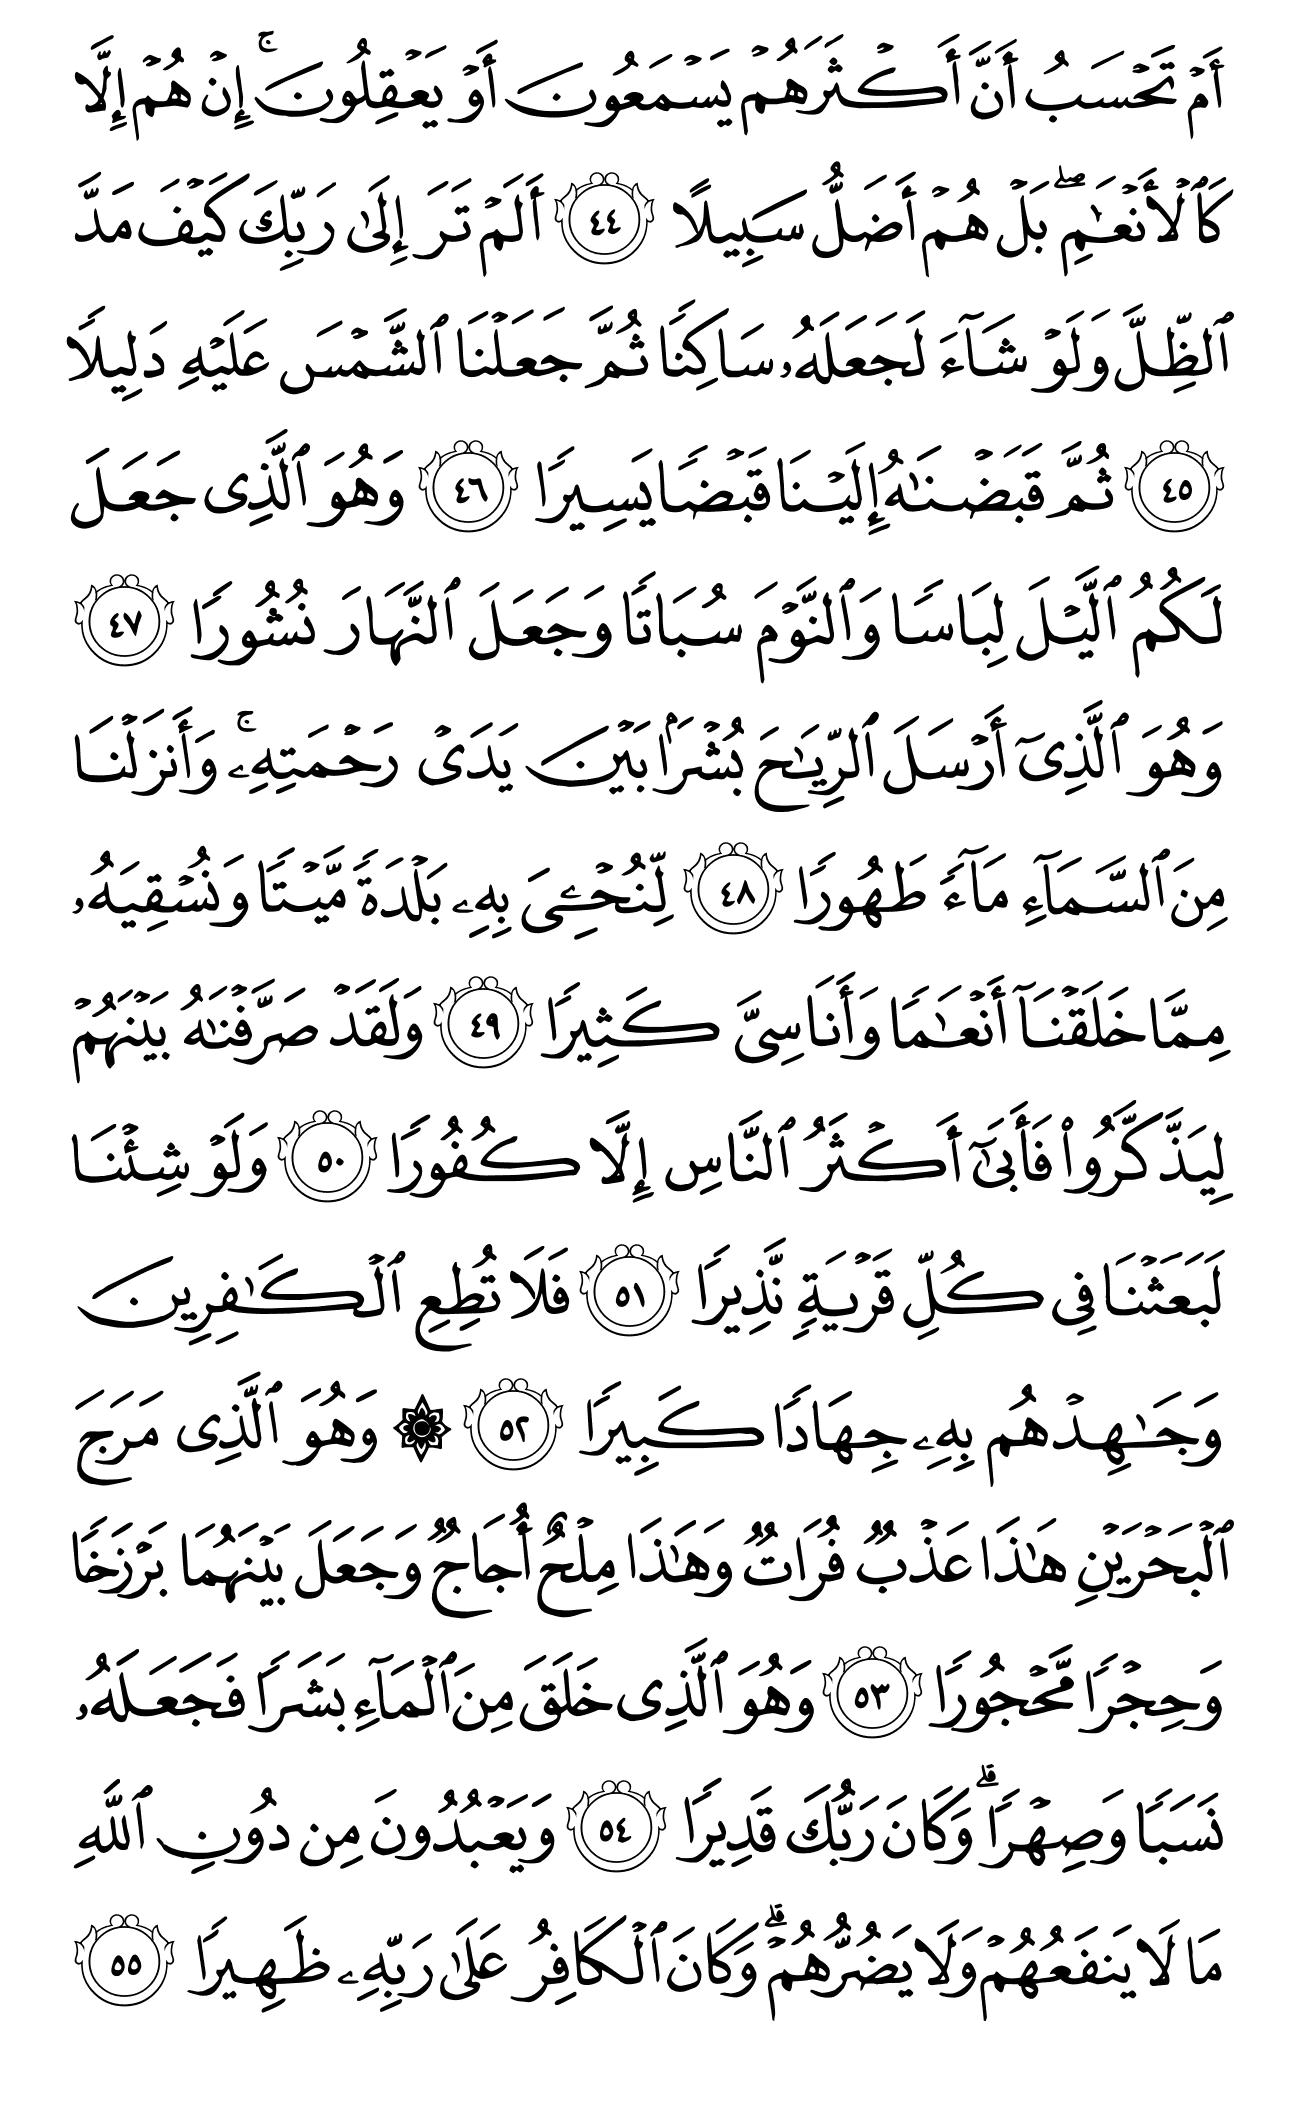 أَمْ تَحْسَبُ أَنَّ أَكْثَرَهُمْ يَسْمَعُونَ أَوْ يَعْقِلُونَ ۚ إِنْ هُمْ إِلَّا
كَٱلْأَنْعَٰمِ ۖ بَلْ هُمْ أَضَلُّ سَبِيلًا ٤٤ أَلَمْ تَرَ إِلَىٰ رَبِّكَ كَيْفَ مَدَّ
ٱلظِّلَّ وَلَوْ شَآءَ لَجَعَلَهُۥ سَاكِنًا ثُمَّ جَعَلْنَا ٱلشَّمْسَ عَلَيْهِ دَلِيلًا
٤٥ ثُمَّ قَبَضْنَٰهُ إِلَيْنَا قَبْضًا يَسِيرًا ٤٦ وَهُوَ ٱلَّذِى جَعَلَ
لَكُمُ ٱلَّيْلَ لِبَاسًا وَٱلنَّوْمَ سُبَاتًا وَجَعَلَ ٱلنَّهَارَ نُشُورًا ٤٧
وَهُوَ ٱلَّذِىٓ أَرْسَلَ ٱلرِّيَٰحَ بُشْرًۢا بَيْنَ يَدَىْ رَحْمَتِهِۦ ۚ وَأَنزَلْنَا
مِنَ ٱلسَّمَآءِ مَآءً طَهُورًا ٤٨ لِّنُحْۦِىَ بِهِۦ بَلْدَةً مَّيْتًا وَنُسْقِيَهُۥ
مِمَّا خَلَقْنَآ أَنْعَٰمًا وَأَنَاسِىَّ كَثِيرًا ٤٩ وَلَقَدْ صَرَّفْنَٰهُ بَيْنَهُمْ
لِيَذَّكَّرُوا۟ فَأَبَىٰٓ أَكْثَرُ ٱلنَّاسِ إِلَّا كُفُورًا ٥٠ وَلَوْ شِئْنَا
لَبَعَثْنَا فِى كُلِّ قَرْيَةٍ نَّذِيرًا ٥١ فَلَا تُطِعِ ٱلْكَٰفِرِينَ
وَجَٰهِدْهُم بِهِۦ جِهَادًا كَبِيرًا ٥٢ ۞ وَهُوَ ٱلَّذِى مَرَجَ
ٱلْبَحْرَيْنِ هَٰذَا عَذْبٌ فُرَاتٌ وَهَٰذَا مِلْحٌ أُجَاجٌ وَجَعَلَ بَيْنَهُمَا بَرْزَخًا
وَحِجْرًا مَّحْجُورًا ٥٣ وَهُوَ ٱلَّذِى خَلَقَ مِنَ ٱلْمَآءِ بَشَرًا فَجَعَلَهُۥ
نَسَبًا وَصِهْرًا ۗ وَكَانَ رَبُّكَ قَدِيرًا ٥٤ وَيَعْبُدُونَ مِن دُونِ ٱللَّهِ
مَا لَا يَنفَعُهُمْ وَلَا يَضُرُّهُمْ ۗ وَكَانَ ٱلْكَافِرُ عَلَىٰ رَبِّهِۦ ظَهِيرًا ٥٥